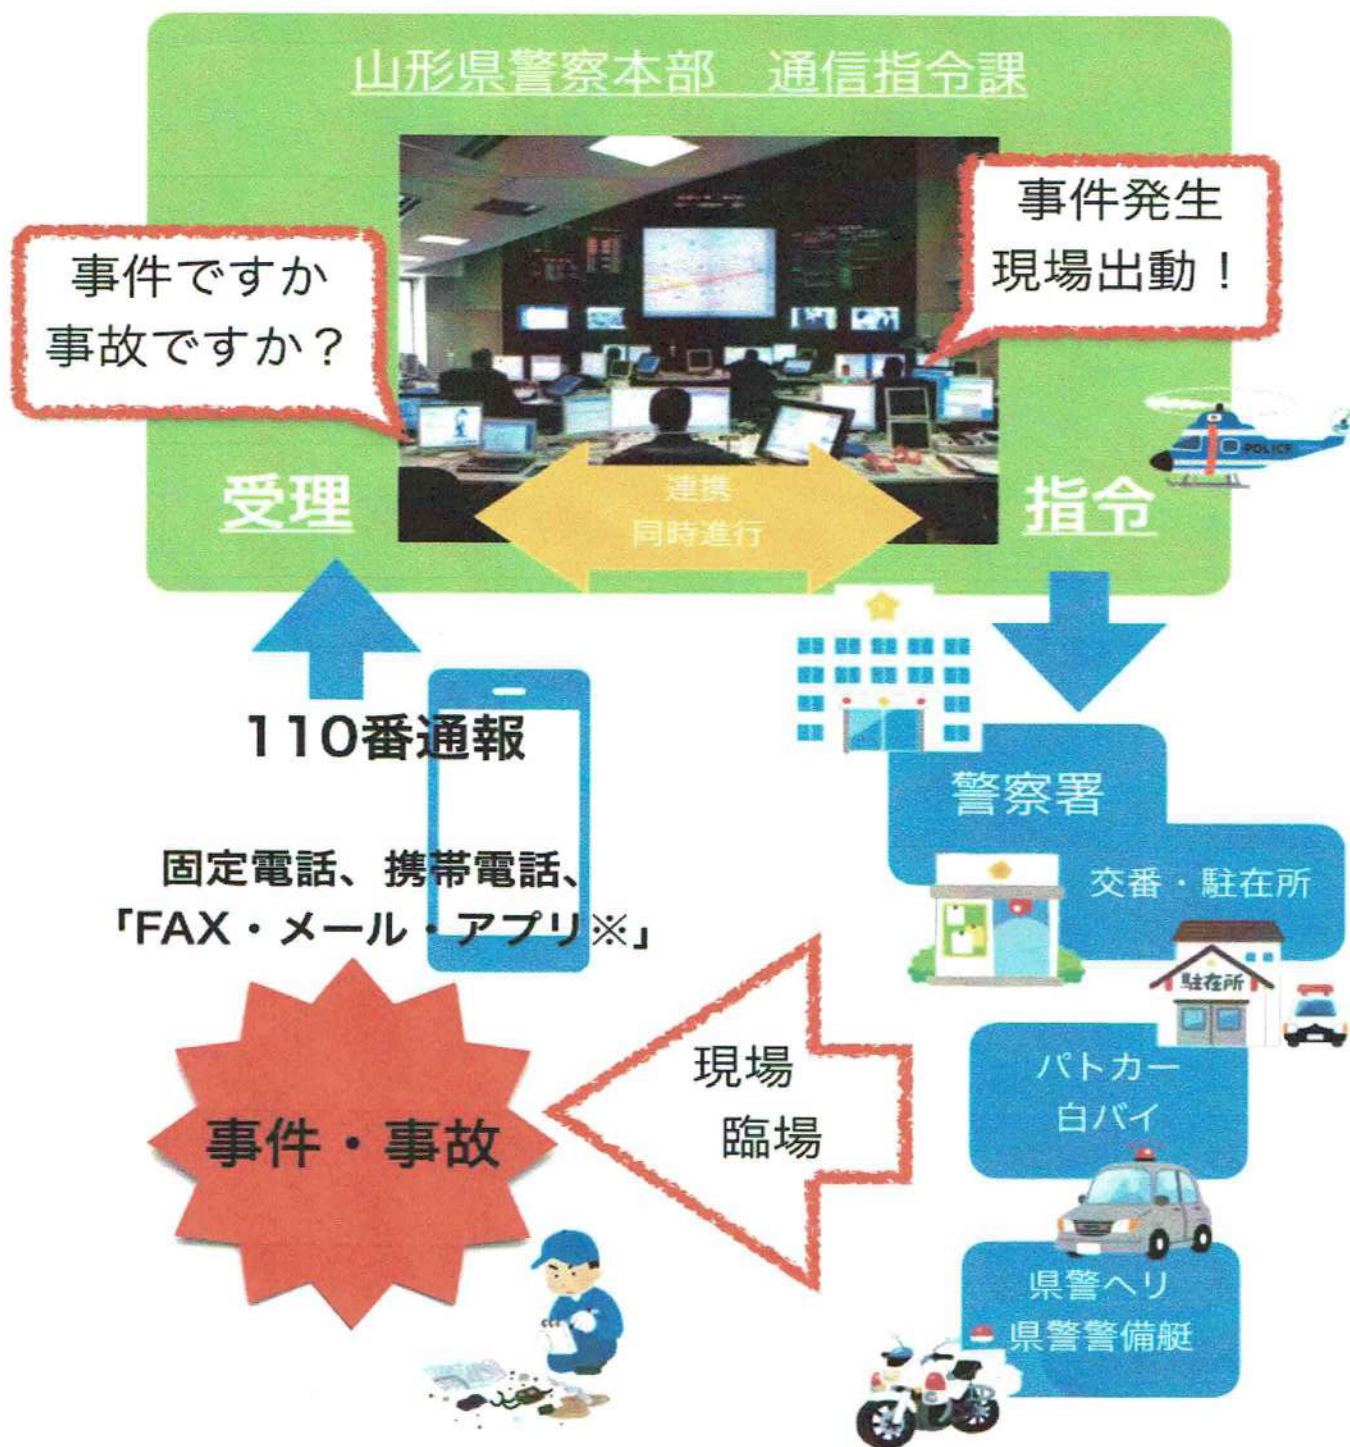 山形県警察本部　通信指令課
事件ですか
事故ですか？
事件発生
現場出動！
POLICE
受理
連携
同時進行
指令
110番通報
固定電話、携帯電話、
「FAX・メール・アプリ※」
警察署
交番・駐在所
駐在所
パトカー
白バイ
県警ヘリ
県警警備艇
現場
臨場
事件・事故